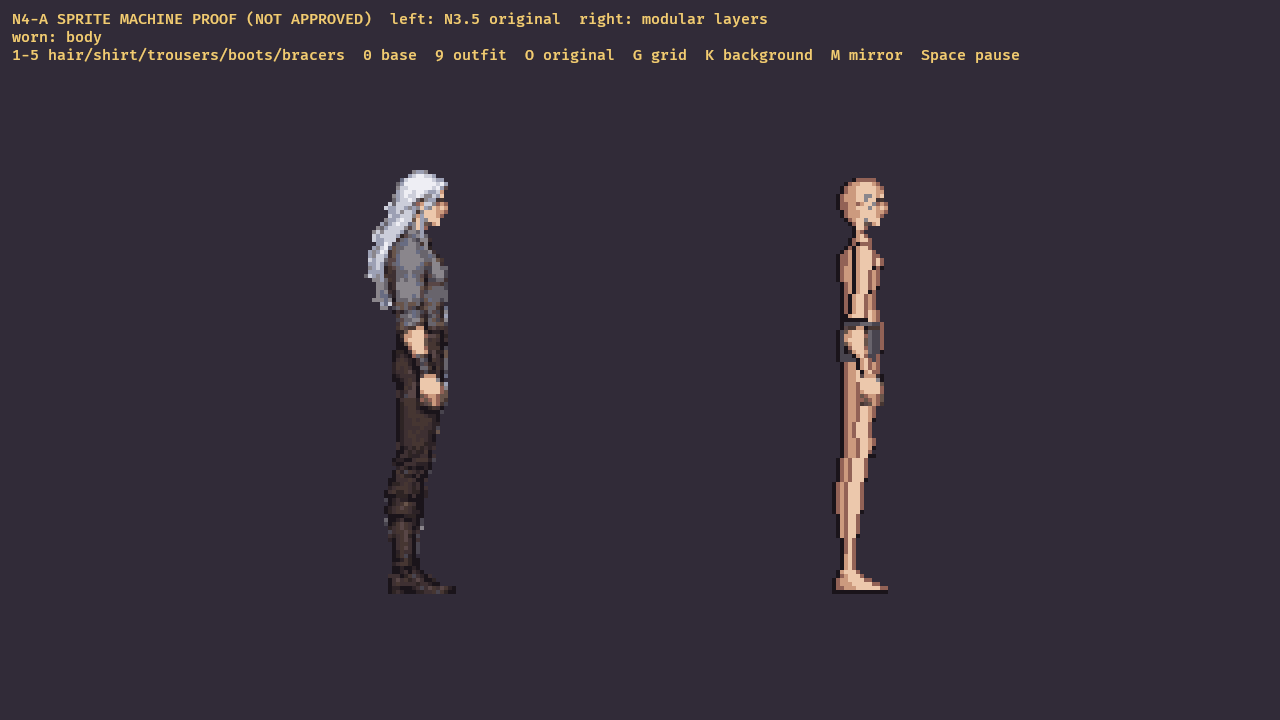 N4-A SPRITE MACHINE PROOF (NOT APPROVED)  left: N3.5 original  right: modular layers
worn: body
1-5 hair/shirt/trousers/boots/bracers  0 base  9 outfit  O original  G grid  K background  M mirror  Space pause